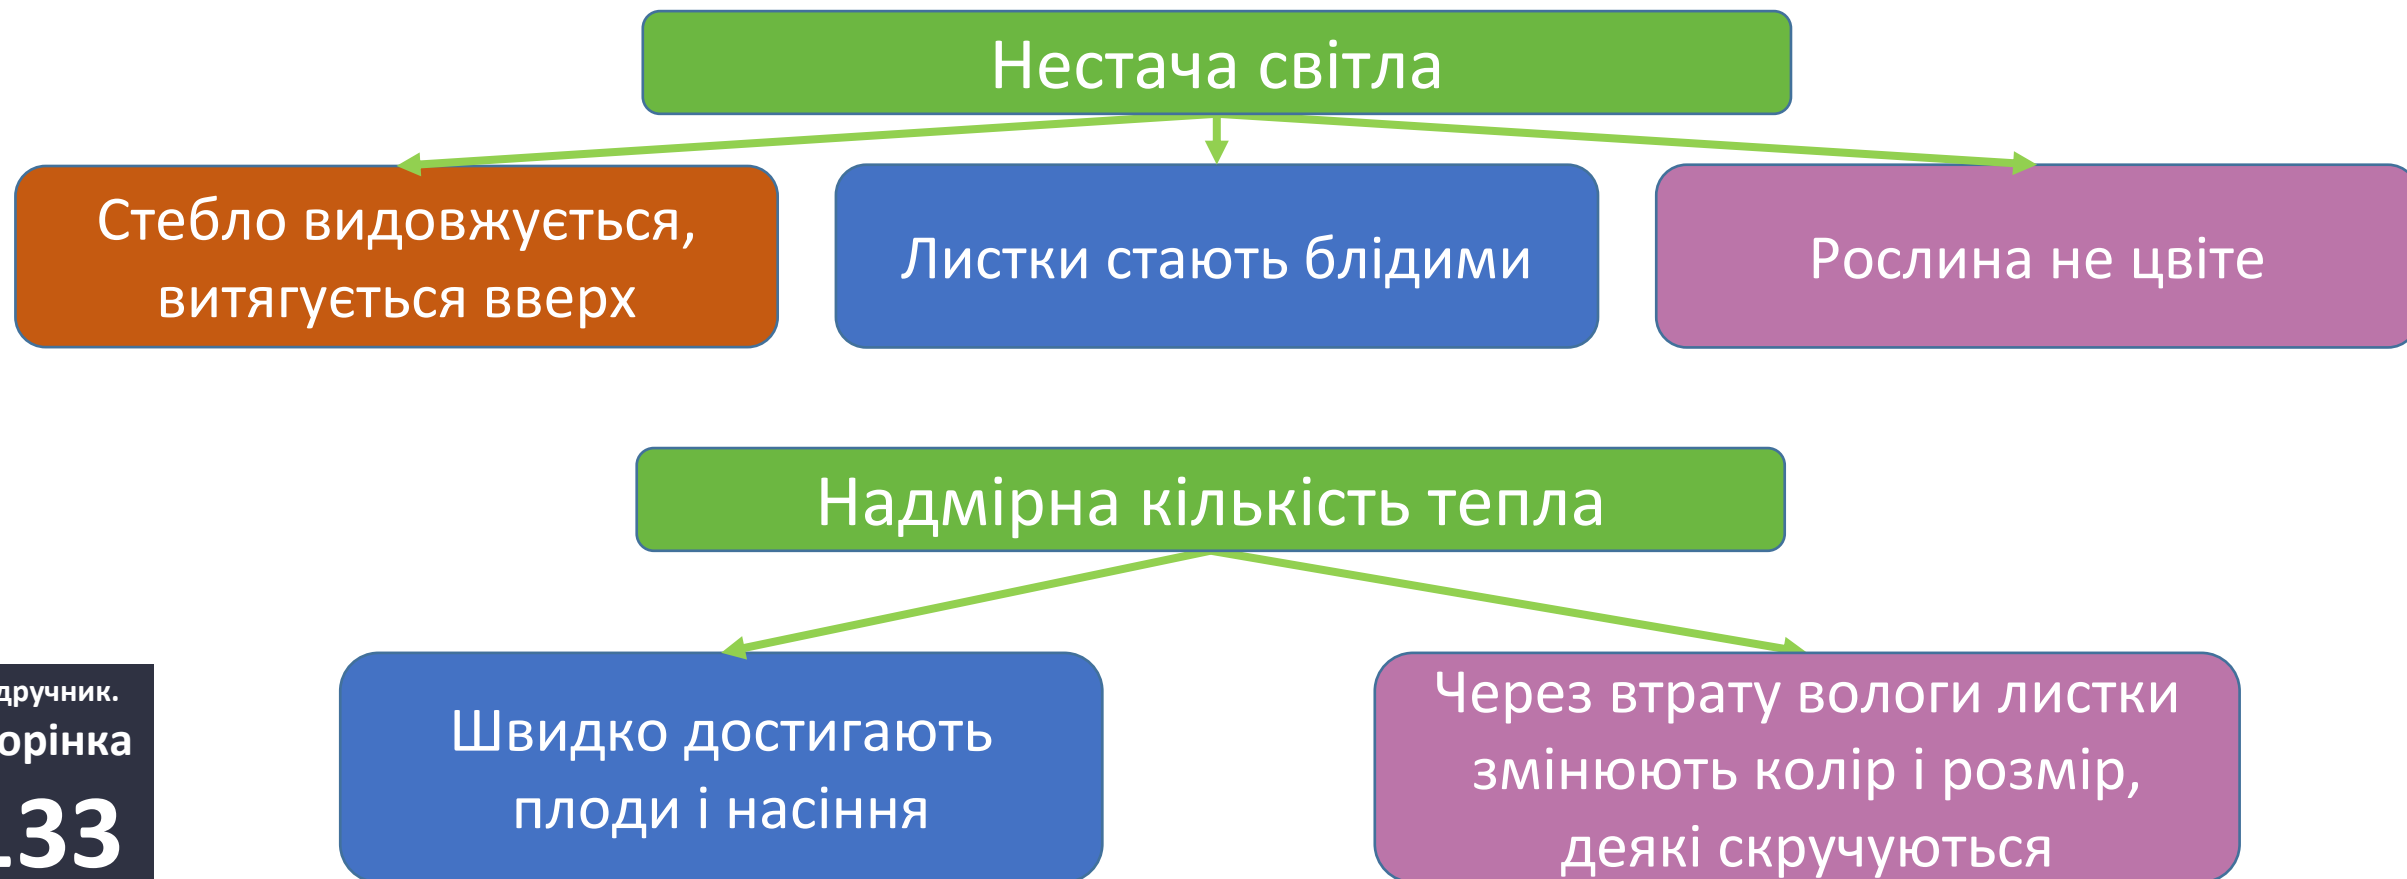 Нестача світла
Стебло видовжується,
витягується вверх
Листки стають блідими
Рослина не цвіте
Надмірна кількість тепла
Швидко достигають
плоди і насіння
Через втрату вологи листки
змінюють колір і розмір,
деякі скручуються